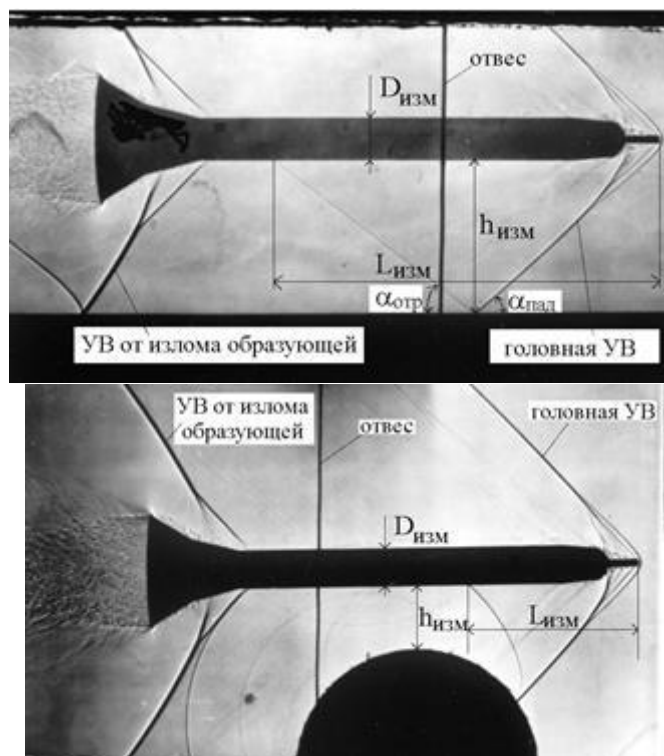 отвес
Dизм
hизм
Lизм
αотр
αпад
УВ от излома образующей
головная УВ
УВ от излома
образующей
отвес
головная УВ
Dизм
hизм
Lизм